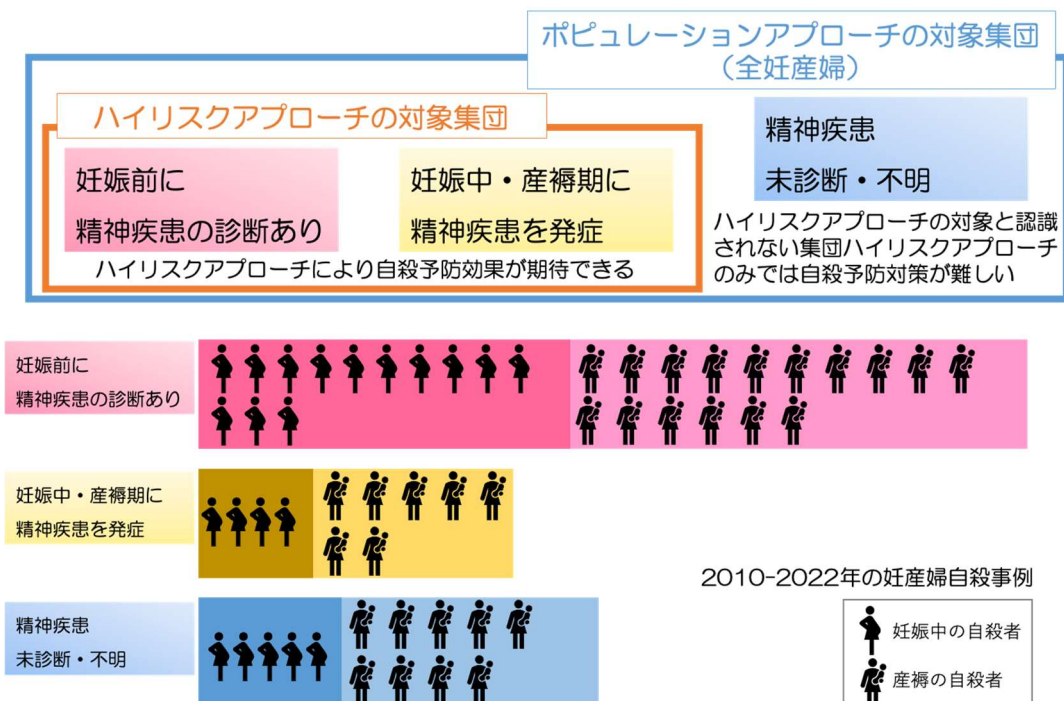 ポピュレーションアプローチの対象集団
（全妊産婦）
ハイリスクアプローチの対象集団
妊娠前に
精神疾患の診断あり
妊娠中・産褥期に
精神疾患を発症
ハイリスクアプローチにより自殺予防効果が期待できる
精神疾患
未診断・不明
ハイリスクアプローチの対象と認識
されない集団ハイリスクアプローチ
のみでは自殺予防対策が難しい
妊娠前に
精神疾患の診断あり
妊娠中・産褥期に
精神疾患を発症
精神疾患
未診断・不明
2010-2022年の妊産婦自殺事例
妊娠中の自殺者
産褥の自殺者